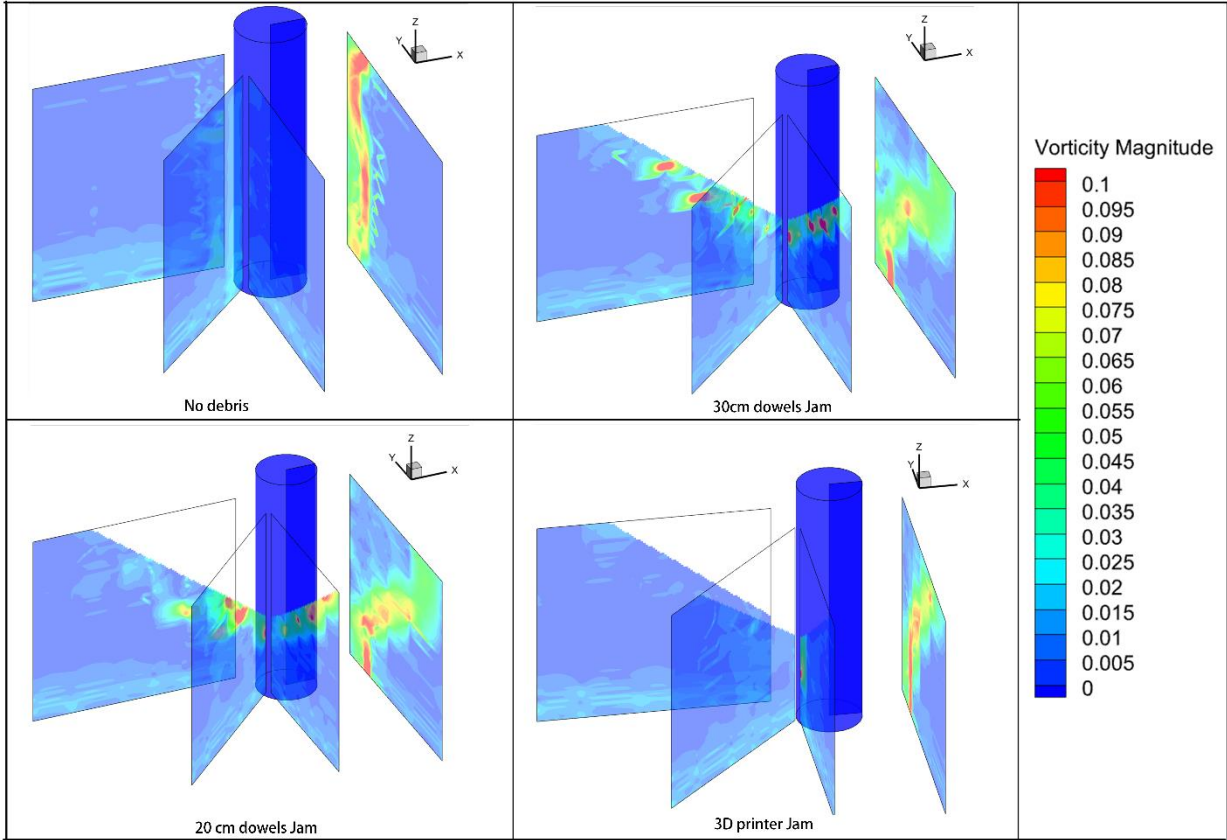 Z
Y
X
No debris
Z
Y
X
30cm dowels Jam
Z
Y
X
20 cm dowels Jam
Z
Y
X
3D printer Jam
Vorticity Magnitude
0.1
0.095
0.09
0.085
0.08
0.075
0.07
0.065
0.06
0.055
0.05
0.045
0.04
0.035
0.03
0.025
0.02
0.015
0.01
0.005
0